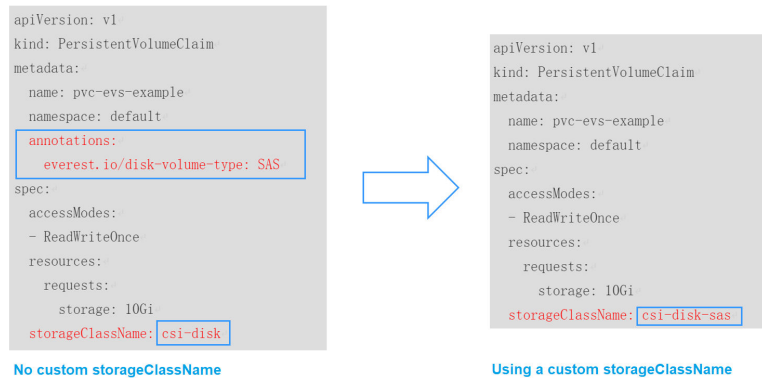 apiVersion: v1
kind: PersistentVolumeClaim
metadata:
  name: pvc-evs-example
  namespace: default
  annotations:
    everest.io/disk-volume-type: SAS
spec:
  accessModes:
  - ReadWriteOnce
  resources:
    requests:
      storage: 10Gi
  storageClassName: csi-disk
No custom storageClassName
apiVersion: v1
kind: PersistentVolumeClaim
metadata:
  name: pvc-evs-example
  namespace: default
spec:
  accessModes:
  - ReadWriteOnce
  resources:
    requests:
      storage: 10Gi
  storageClassName: csi-disk-sas
Using a custom storageClassName